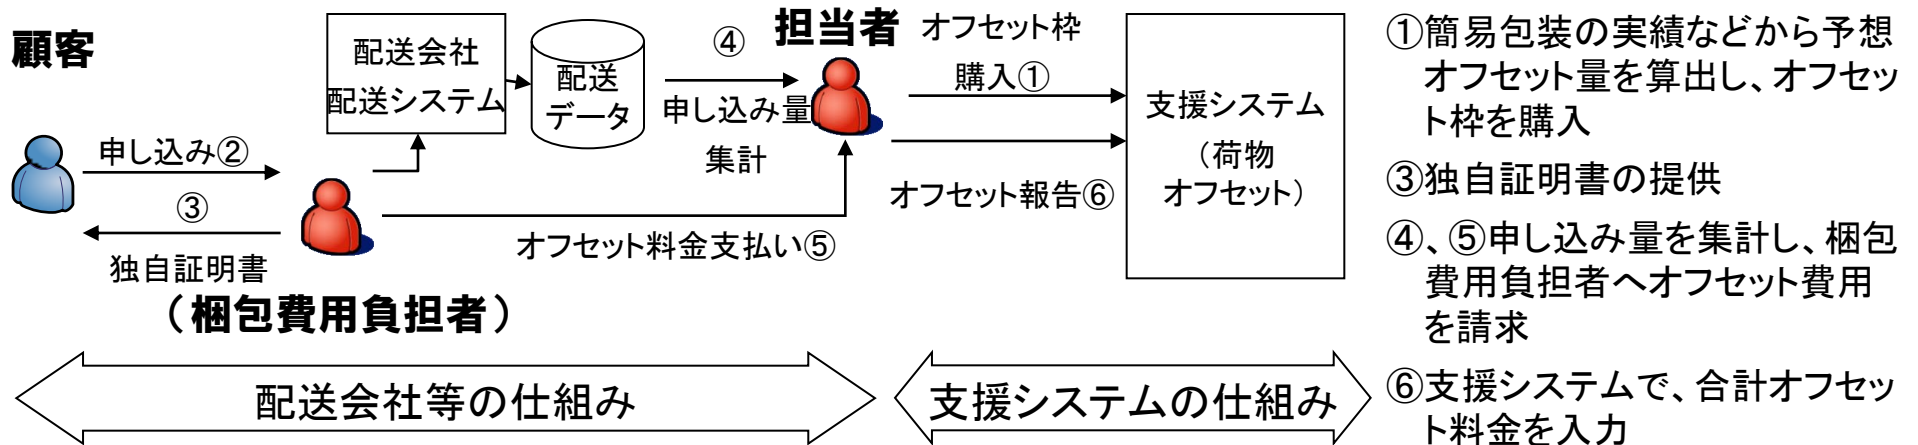 顧客
配送会社
配送システム
配送
データ
④
申し込み量
集計
担当者
オフセット枠
購入①
支援システム
（荷物
オフセット）
オフセット報告⑥
申し込み②
③
独自証明書
オフセット料金支払い⑤
（梱包費用負担者）
配送会社等の仕組み
支援システムの仕組み
①簡易包装の実績などから予想
オフセット量を算出し、オフセッ
ト枠を購入
③独自証明書の提供
④、⑤申し込み量を集計し、梱包
費用負担者へオフセット費用
を請求
⑥支援システムで、合計オフセッ
ト料金を入力